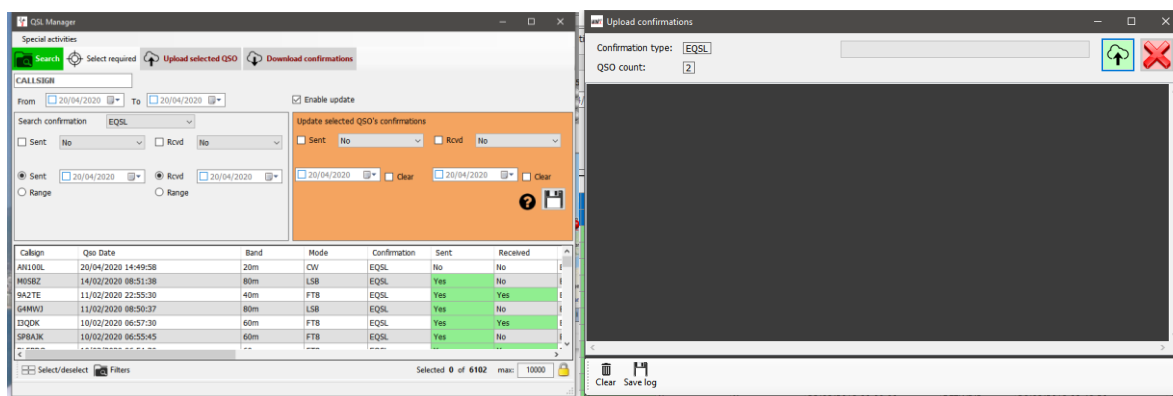 QSL Manager
Special activities
Search Select required Upload selected QSO Download confirmations
CALLSIGN
From 20/04/2020 To 20/04/2020 Enable update
Search confirmation EQSL
Sent No Rcvd No
Sent 20/04/2020 Rcvd 20/04/2020
Range Range
Update selected QSO's confirmations
Sent No Rcvd No
20/04/2020 Clear 20/04/2020 Clear
Callsign Qso Date Band Mode Confirmation Sent Received
AN100L 20/04/2020 14:49:58 20m CW EQSL No No
M0SBZ 14/02/2020 08:51:38 80m LSB EQSL Yes No
9A2TE 11/02/2020 22:55:30 40m FT8 EQSL Yes Yes
G4MWJ 11/02/2020 08:50:37 80m LSB EQSL Yes No
I3QDK 10/02/2020 06:57:30 60m FT8 EQSL Yes Yes
SP8AJK 10/02/2020 06:55:45 60m FT8 EQSL Yes No
Select/deselect Filters Selected 0 of 6102 max: 10000
Upload confirmations
Confirmation type: EQSL
QSO count: 2
Clear Save log